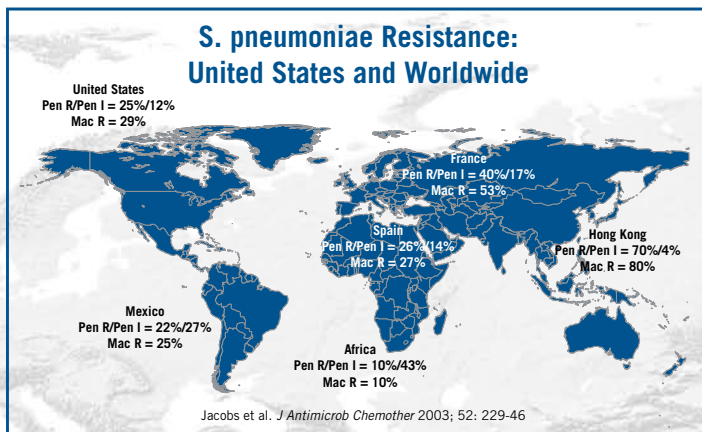 S. pneumoniae Resistance:
United States and Worldwide
United States
Pen R/Pen I = 25%/12%
Mac R = 29%
France
Pen R/Pen I = 40%/17%
Mac R = 53%
Spain
Pen R/Pen I = 26%/14%
Mac R = 27%
Hong Kong
Pen R/Pen I = 70%/4%
Mac R = 80%
Mexico
Pen R/Pen I = 22%/27%
Mac R = 25%
Africa
Pen R/Pen I = 10%/43%
Mac R = 10%
Jacobs et al. J Antimicrob Chemother 2003; 52: 229-46